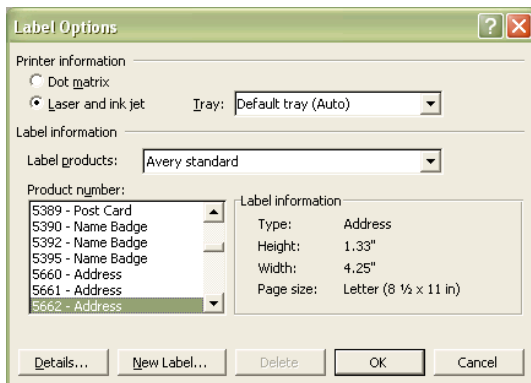 Label Options
Printer information
Dot matrix
Laser and ink jet Tray: Default tray (Auto)
Label information
Label products: Avery standard
Product number:
5389 - Post Card
5390 - Name Badge
5392 - Name Badge
5395 - Name Badge
5660 - Address
5661 - Address
5662 - Address
Label information
Type: Address
Height: 1.33"
Width: 4.25"
Page size: Letter (8 ½ x 11 in)
Details... New Label... Delete OK Cancel